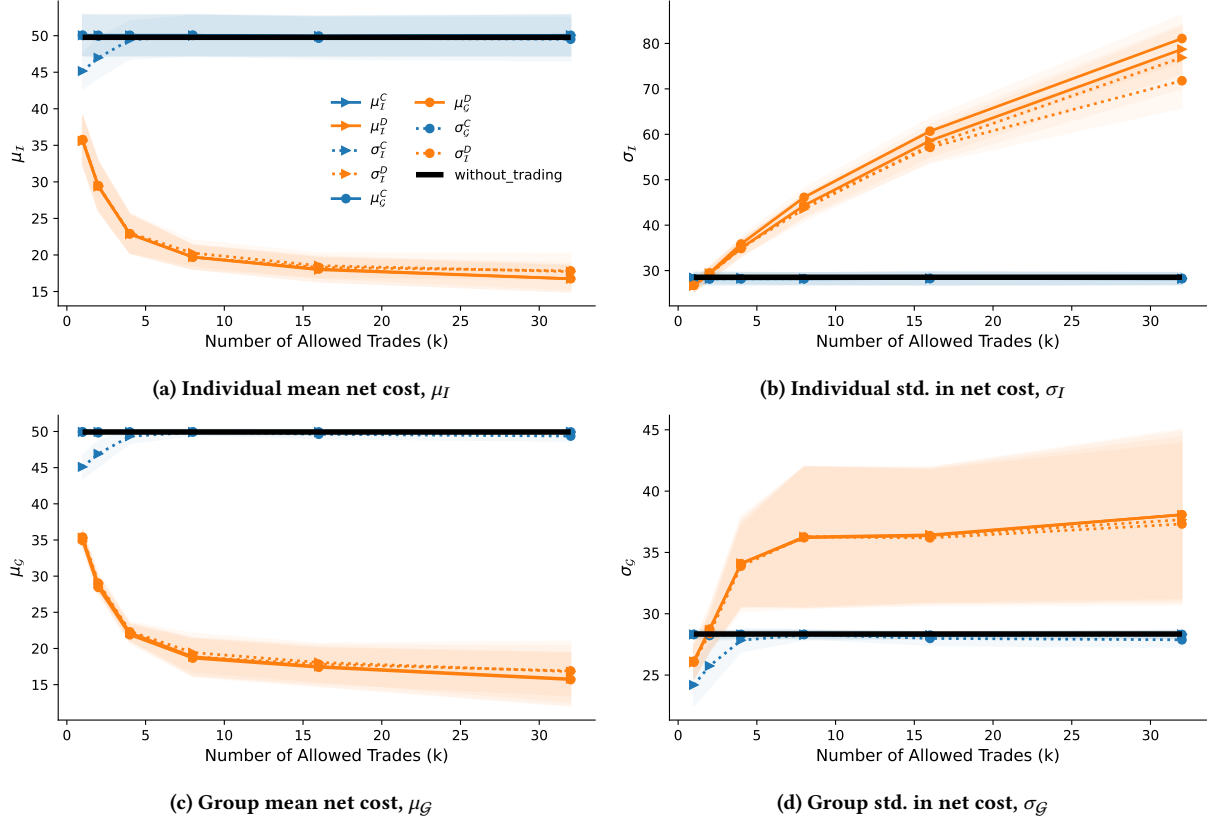 50
45
40
35
30
25
20
15
μ_I
0 5 10 15 20 25 30
Number of Allowed Trades (k)
μ_I^C
μ_I^D
σ_I^C
σ_I^D
μ_G^C
μ_G^D
σ_G^C
σ_I^D
without_trading
(a) Individual mean net cost, μ_I
80
70
60
50
40
30
σ_I
0 5 10 15 20 25 30
Number of Allowed Trades (k)
(b) Individual std. in net cost, σ_I
50
45
40
35
30
25
20
15
μ_G
0 5 10 15 20 25 30
Number of Allowed Trades (k)
(c) Group mean net cost, μ_G
45
40
35
30
25
σ_G
0 5 10 15 20 25 30
Number of Allowed Trades (k)
(d) Group std. in net cost, σ_G